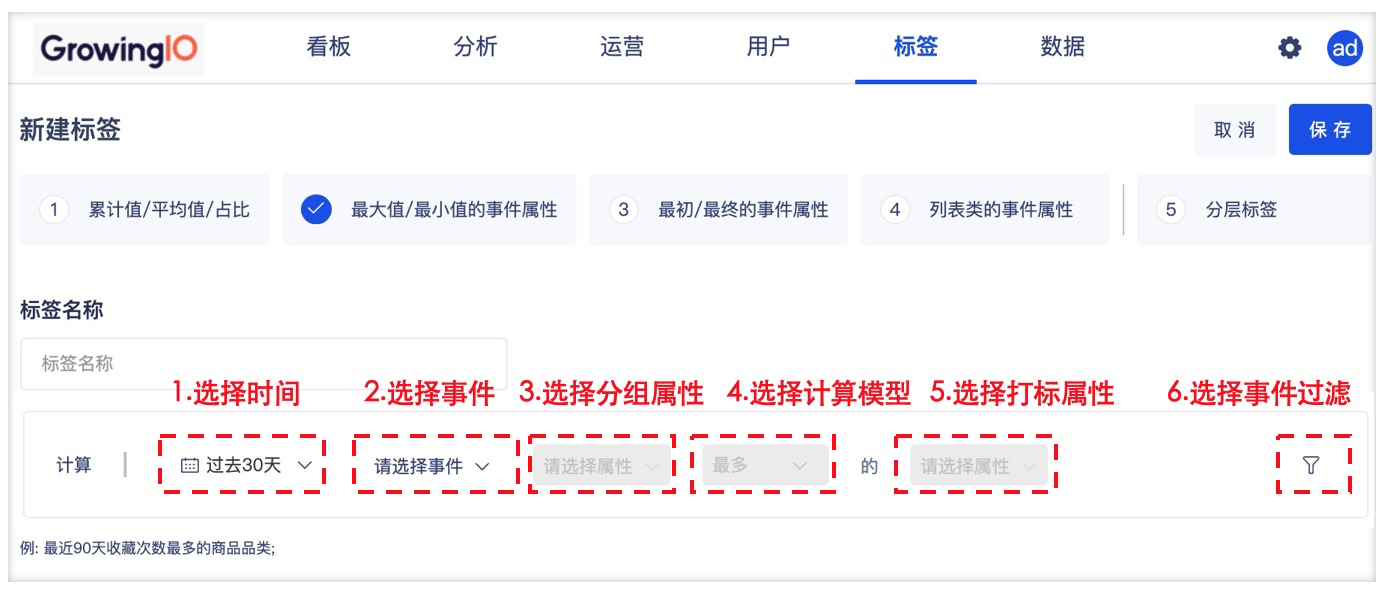 GrowingIO 看板 分析 运营 用户 标签 数据 ad
新建标签 取 消 保 存
1 累计值/平均值/占比 最大值/最小值的事件属性 3 最初/最终的事件属性 4 列表类的事件属性 5 分层标签
标签名称
标签名称
1.选择时间 2.选择事件 3.选择分组属性 4.选择计算模型 5.选择打标属性 6.选择事件过滤
计算 过去30天 请选择事件 请选择属性 最多 的 请选择属性
例: 最近90天收藏次数最多的商品品类;